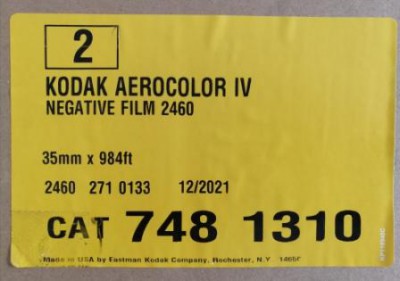 2
KODAK AEROCOLOR IV
NEGATIVE FILM 2460
35mm x 984ft
2460 271 0133 12/2021
CAT 748 1310
Made in USA by Eastman Kodak Company, Rochester, N.Y.